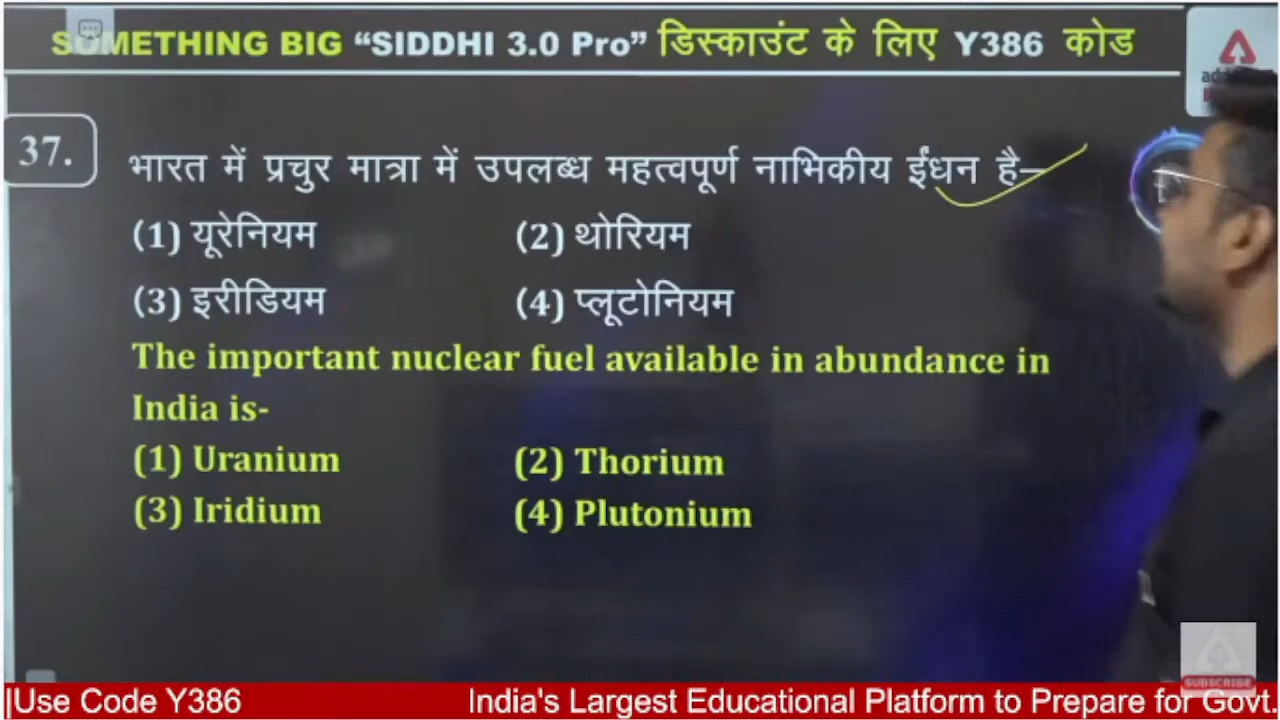 SOMETHING BIG “SIDDHI 3.0 Pro” डिस्काउंट के लिए Y386 कोड
37.
भारत में प्रचुर मात्रा में उपलब्ध महत्वपूर्ण नाभिकीय ईंधन है–
(1) यूरेनियम (2) थोरियम
(3) इरीडियम (4) प्लूटोनियम
The important nuclear fuel available in abundance in
India is-
(1) Uranium (2) Thorium
(3) Iridium (4) Plutonium
SUBSCRIBE
|Use Code Y386 India's Largest Educational Platform to Prepare for Govt.